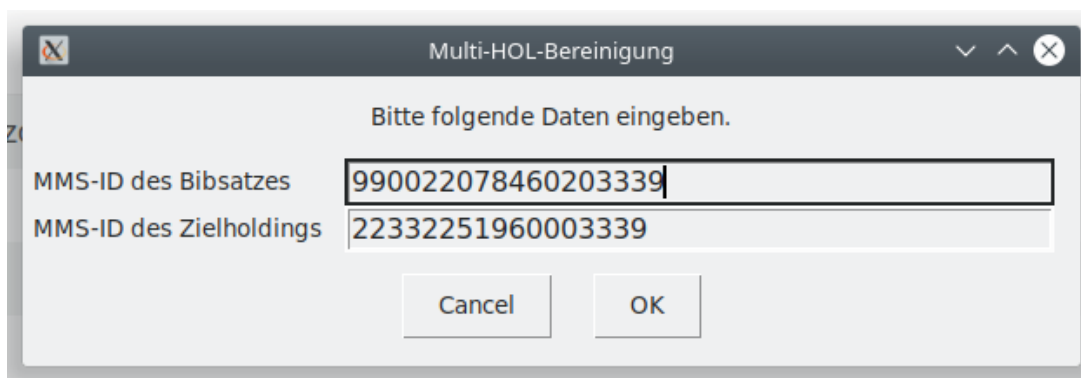 Multi-HOL-Bereinigung
Bitte folgende Daten eingeben.
MMS-ID des Bibsatzes 990022078460203339
MMS-ID des Zielholdings 22332251960003339
Cancel OK